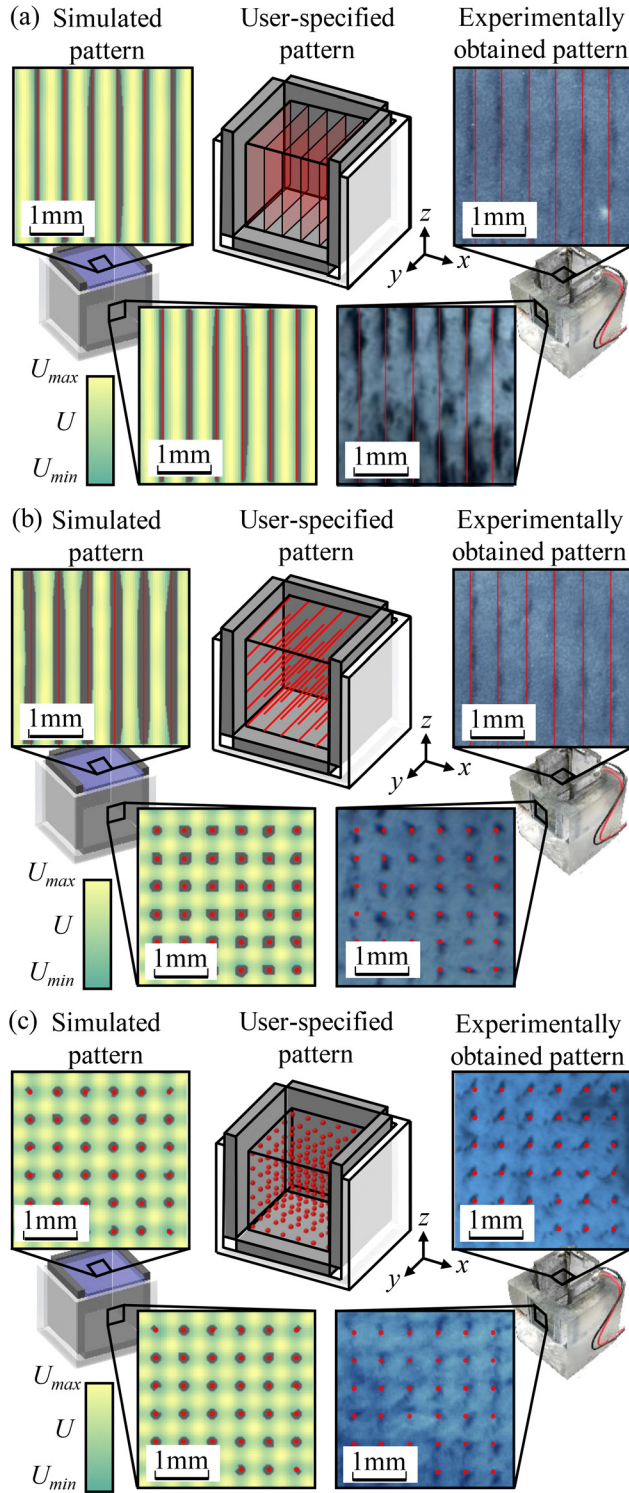 (a) Simulated pattern
User-specified pattern
Experimentally obtained pattern
1mm
1mm
z
y
x
U_max
U
U_min
1mm
1mm
(b) Simulated pattern
User-specified pattern
Experimentally obtained pattern
1mm
1mm
z
y
x
U_max
U
U_min
1mm
1mm
(c) Simulated pattern
User-specified pattern
Experimentally obtained pattern
1mm
1mm
z
y
x
U_max
U
U_min
1mm
1mm